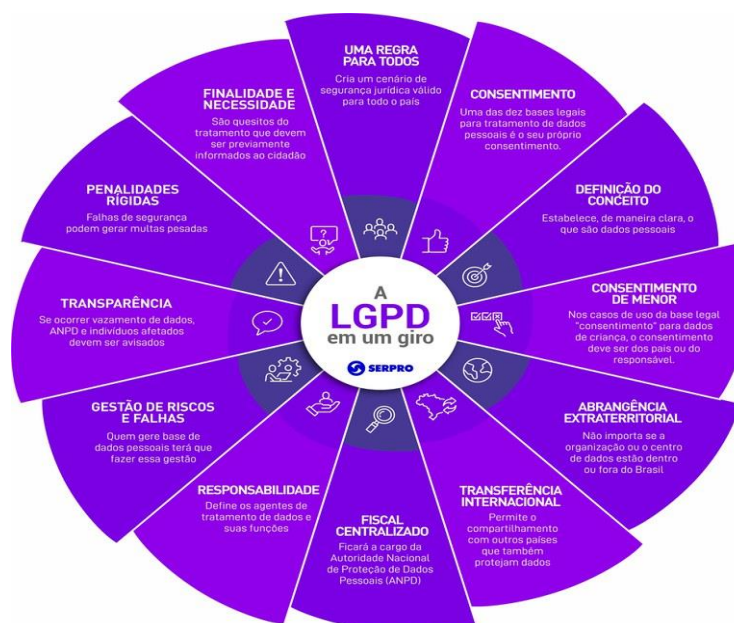 UMA REGRA
PARA TODOS
Cria um cenário de
segurança jurídica válido
para todo o país
CONSENTIMENTO
Uma das dez bases legais
para tratamento de dados
pessoais é o seu próprio
consentimento.
DEFINIÇÃO DO
CONCEITO
Estabelece, de maneira clara, o
que são dados pessoais
CONSENTIMENTO
DE MENOR
Nos casos de uso da base legal
"consentimento" para dados
de criança, o consentimento
deve ser dos pais ou do
responsável.
ABRANGÊNCIA
EXTRATERRITORIAL
Não importa se a
organização ou o centro
de dados estão dentro
ou fora do Brasil
TRANSFERÊNCIA
INTERNACIONAL
Permite o
compartilhamento
com outros países
que também
protejam dados
FISCAL
CENTRALIZADO
Ficará a cargo da
Autoridade Nacional
de Proteção de Dados
Pessoais (ANPD)
RESPONSABILIDADE
Define os agentes de
tratamento de dados e
suas funções
GESTÃO DE RISCOS
E FALHAS
Quem gere base de
dados pessoais terá que
fazer essa gestão
TRANSPARÊNCIA
Se ocorrer vazamento de dados,
ANPD e indivíduos afetados
devem ser avisados
PENALIDADES
RÍGIDAS
Falhas de segurança
podem gerar multas pesadas
FINALIDADE E
NECESSIDADE
São quesitos do
tratamento que devem
ser previamente
informados ao cidadão
A
LGPD
em um giro
SERPRO